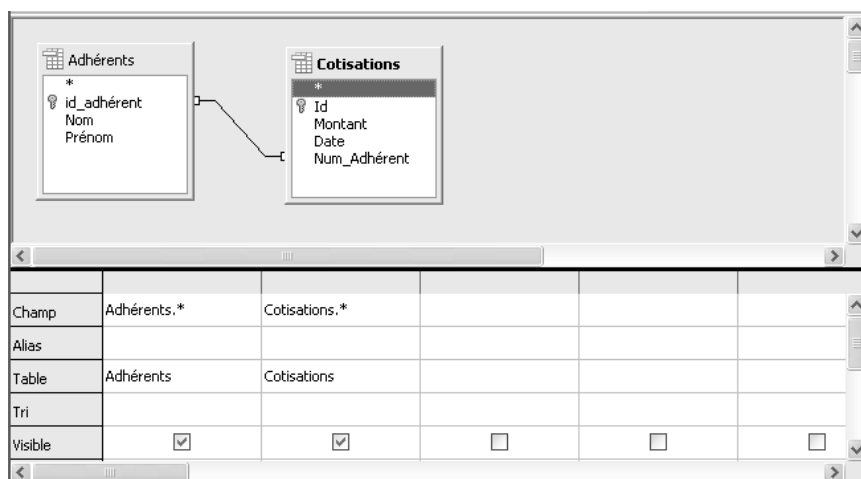 Adhérents
*
id_adhérent
Nom
Prénom
Cotisations
*
Id
Montant
Date
Num_Adhérent
Champ Adhérents.* Cotisations.*
Alias
Table Adhérents Cotisations
Tri
Visible